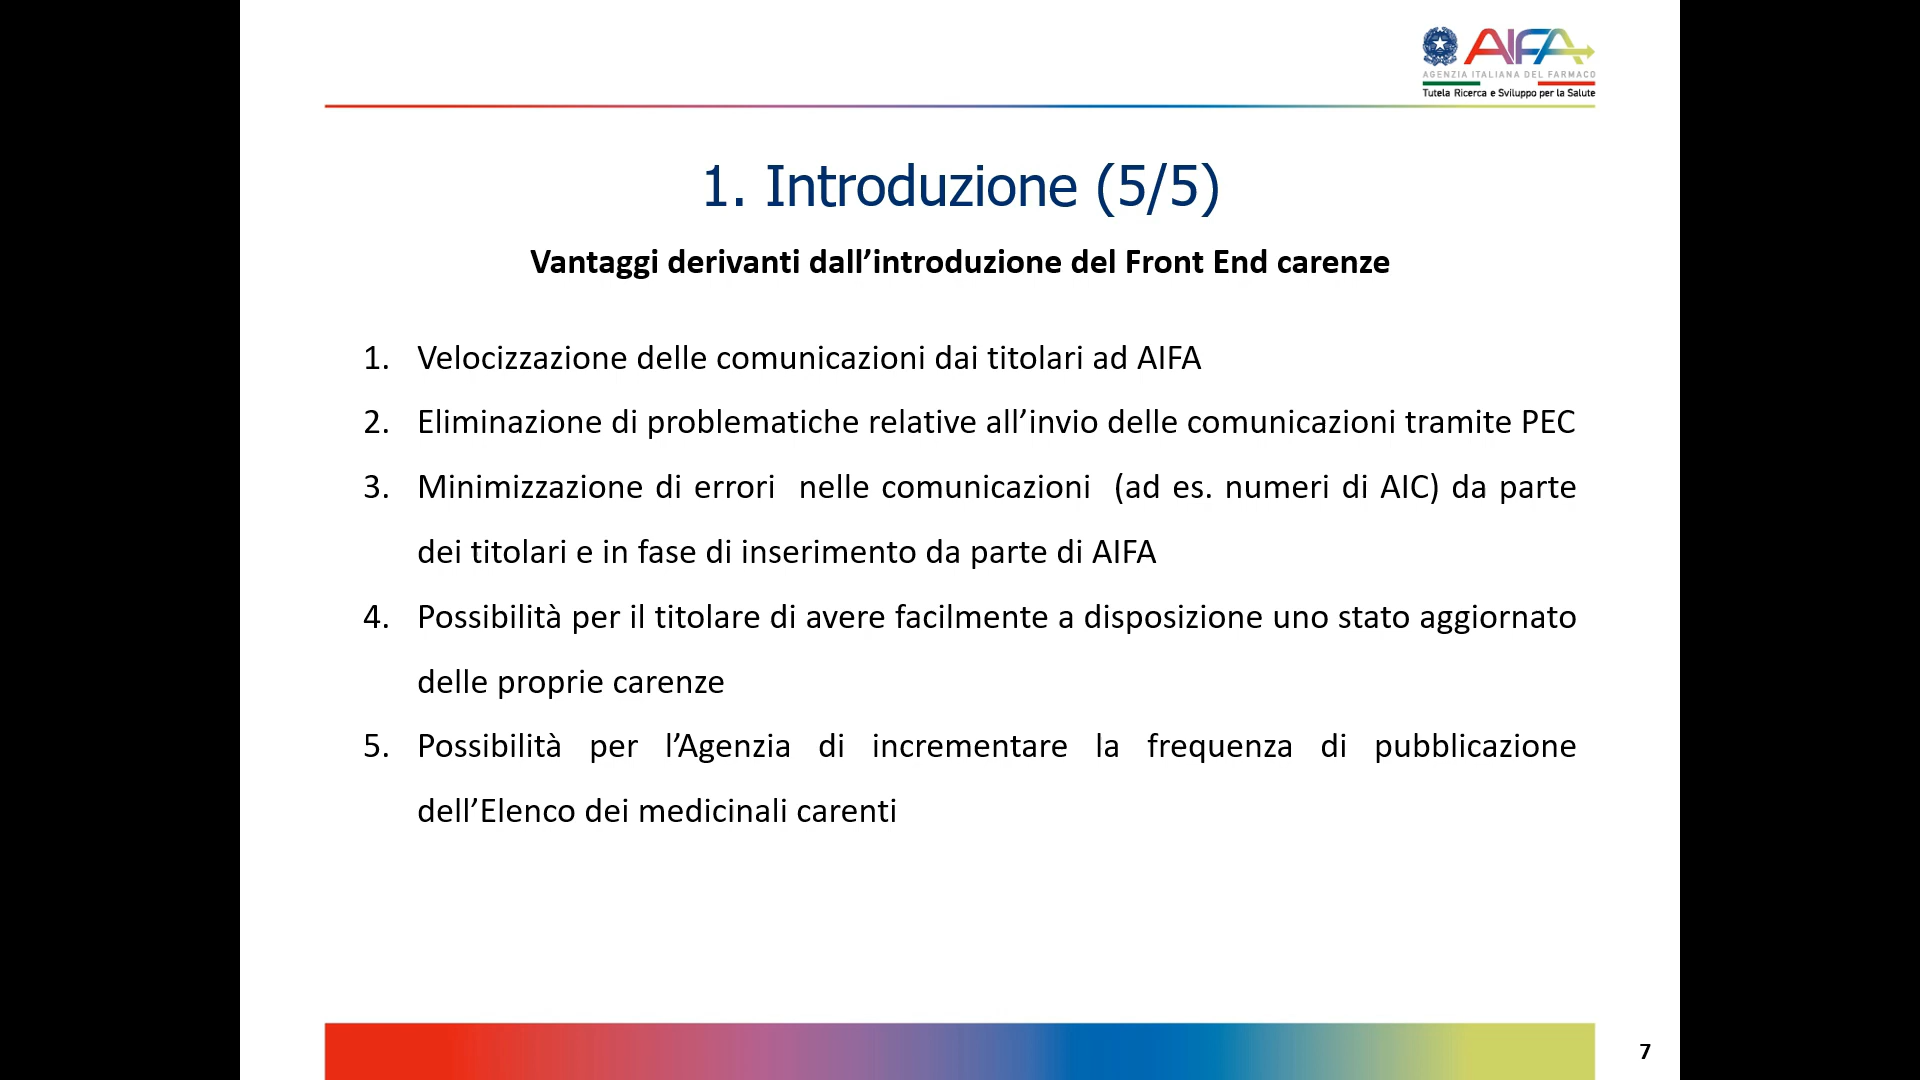 AIFA
AGENZIA ITALIANA DEL FARMACO
Tutela Ricerca e Sviluppo per la Salute
1. Introduzione (5/5)
Vantaggi derivanti dall’introduzione del Front End carenze
1. Velocizzazione delle comunicazioni dai titolari ad AIFA
2. Eliminazione di problematiche relative all’invio delle comunicazioni tramite PEC
3. Minimizzazione di errori nelle comunicazioni (ad es. numeri di AIC) da parte
dei titolari e in fase di inserimento da parte di AIFA
4. Possibilità per il titolare di avere facilmente a disposizione uno stato aggiornato
delle proprie carenze
5. Possibilità per l’Agenzia di incrementare la frequenza di pubblicazione
dell’Elenco dei medicinali carenti
7